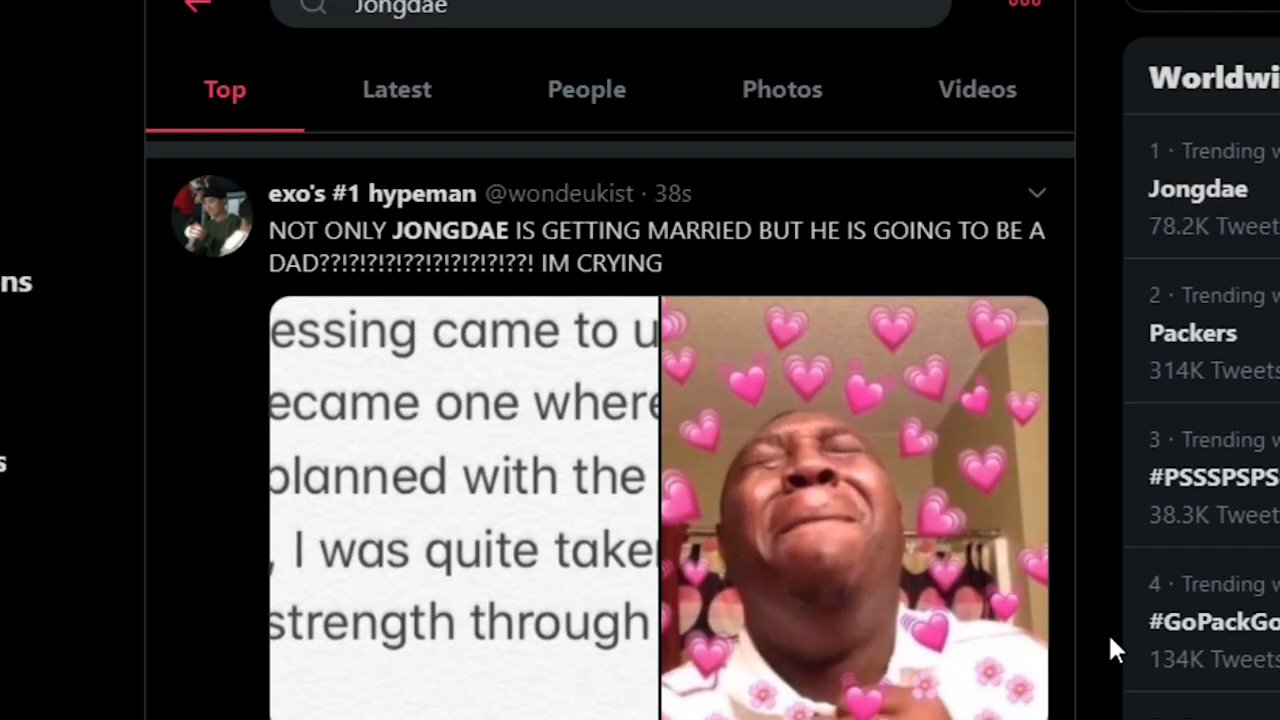 Jongdae
Top Latest People Photos Videos
exo's #1 hypeman @wondeukist · 38s
NOT ONLY JONGDAE IS GETTING MARRIED BUT HE IS GOING TO BE A
DAD??!?!?!?!??!?!?!?!?!??! IM CRYING
essing came to u
ecame one where
planned with the
, I was quite taken
strength through
ns
s
Worldwi
1 · Trending w
Jongdae
78.2K Tweet
2 · Trending w
Packers
314K Tweets
3 · Trending w
#PSSSPSPS
38.3K Tweet
4 · Trending w
#GoPackGo
134K Tweets